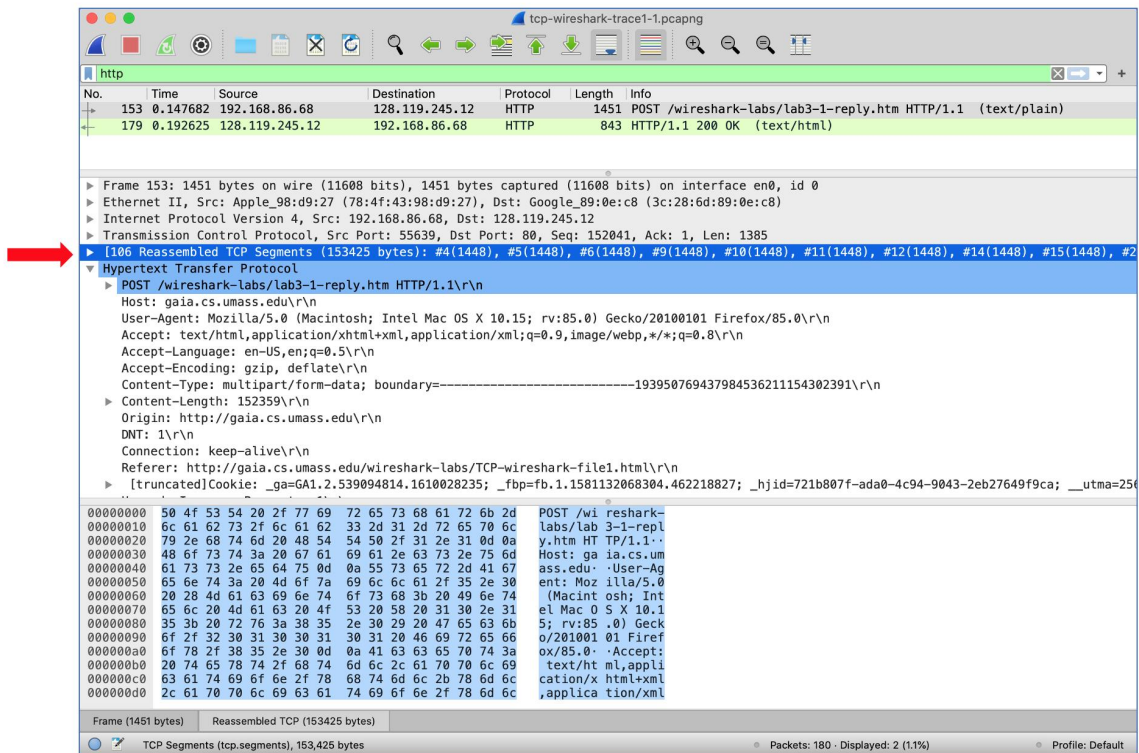 tcp-wireshark-trace1-1.pcapng
http
+
No. Time Source Destination Protocol Length Info
153 0.147682 192.168.86.68 128.119.245.12 HTTP 1451 POST /wireshark-labs/lab3-1-reply.htm HTTP/1.1 (text/plain)
179 0.192625 128.119.245.12 192.168.86.68 HTTP 843 HTTP/1.1 200 OK (text/html)
Frame 153: 1451 bytes on wire (11608 bits), 1451 bytes captured (11608 bits) on interface en0, id 0
Ethernet II, Src: Apple_98:d9:27 (78:4f:43:98:d9:27), Dst: Google_89:0e:c8 (3c:28:6d:89:0e:c8)
Internet Protocol Version 4, Src: 192.168.86.68, Dst: 128.119.245.12
Transmission Control Protocol, Src Port: 55639, Dst Port: 80, Seq: 152041, Ack: 1, Len: 1385
[106 Reassembled TCP Segments (153425 bytes): #4(1448), #5(1448), #6(1448), #9(1448), #10(1448), #11(1448), #12(1448), #14(1448), #15(1448), #2
Hypertext Transfer Protocol
POST /wireshark-labs/lab3-1-reply.htm HTTP/1.1\r\n
Host: gaia.cs.umass.edu\r\n
User-Agent: Mozilla/5.0 (Macintosh; Intel Mac OS X 10.15; rv:85.0) Gecko/20100101 Firefox/85.0\r\n
Accept: text/html,application/xhtml+xml,application/xml;q=0.9,image/webp,*/*;q=0.8\r\n
Accept-Language: en-US,en;q=0.5\r\n
Accept-Encoding: gzip, deflate\r\n
Content-Type: multipart/form-data; boundary=---------------------------193950769437984536211154302391\r\n
Content-Length: 152359\r\n
Origin: http://gaia.cs.umass.edu\r\n
DNT: 1\r\n
Connection: keep-alive\r\n
Referer: http://gaia.cs.umass.edu/wireshark-labs/TCP-wireshark-file1.html\r\n
[truncated]Cookie: _ga=GA1.2.539094814.1610028235; _fbp=fb.1.1581132068304.462218827; _hjid=721b807f-ada0-4c94-9043-2eb27649f9ca; __utma=256
00000000 50 4f 53 54 20 2f 77 69 72 65 73 68 61 72 6b 2d POST /wi reshark-
00000010 6c 61 62 73 2f 6c 61 62 33 2d 31 2d 72 65 70 6c labs/lab 3-1-repl
00000020 79 2e 68 74 6d 20 48 54 54 50 2f 31 2e 31 0d 0a y.htm HT TP/1.1··
00000030 48 6f 73 74 3a 20 67 61 69 61 2e 63 73 2e 75 6d Host: ga ia.cs.um
00000040 61 73 73 2e 65 64 75 0d 0a 55 73 65 72 2d 41 67 ass.edu· ·User-Ag
00000050 65 6e 74 3a 20 4d 6f 7a 69 6c 6c 61 2f 35 2e 30 ent: Moz illa/5.0
00000060 20 28 4d 61 63 69 6e 74 6f 73 68 3b 20 49 6e 74 (Macint osh; Int
00000070 65 6c 20 4d 61 63 20 4f 53 20 58 20 31 30 2e 31 el Mac O S X 10.1
00000080 35 3b 20 72 76 3a 38 35 2e 30 29 20 47 65 63 6b 5; rv:85 .0) Geck
00000090 6f 2f 32 30 31 30 30 31 30 31 20 46 69 72 65 66 o/201001 01 Firef
000000a0 6f 78 2f 38 35 2e 30 0d 0a 41 63 63 65 70 74 3a ox/85.0· ·Accept:
000000b0 20 74 65 78 74 2f 68 74 6d 6c 2c 61 70 70 6c 69 text/ht ml,appli
000000c0 63 61 74 69 6f 6e 2f 78 68 74 6d 6c 2b 78 6d 6c cation/x html+xml
000000d0 2c 61 70 70 6c 69 63 61 74 69 6f 6e 2f 78 6d 6c ,applica tion/xml
Frame (1451 bytes) Reassembled TCP (153425 bytes)
TCP Segments (tcp.segments), 153,425 bytes Packets: 180 · Displayed: 2 (1.1%) Profile: Default